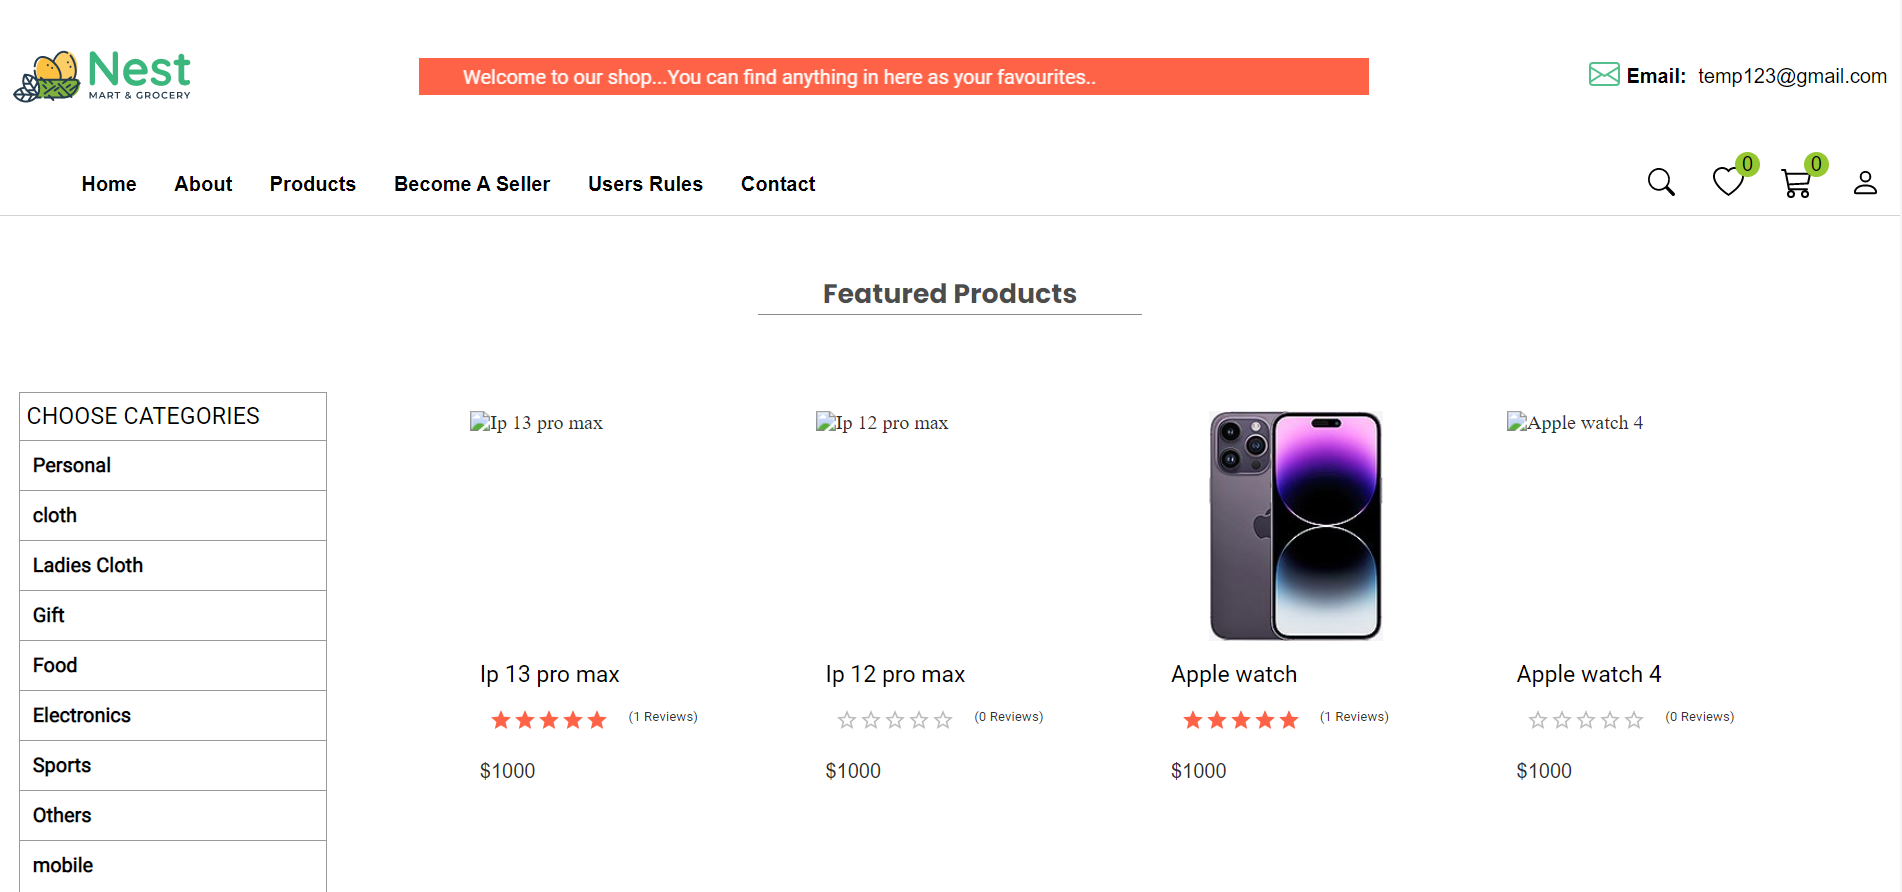 Nest
MART & GROCERY
Welcome to our shop...You can find anything in here as your favourites..
Email: temp123@gmail.com
Home About Products Become A Seller Users Rules Contact
0 0
Featured Products
CHOOSE CATEGORIES
Personal
cloth
Ladies Cloth
Gift
Food
Electronics
Sports
Others
mobile
Ip 13 pro max
Ip 13 pro max
(1 Reviews)
$1000
Ip 12 pro max
Ip 12 pro max
(0 Reviews)
$1000
Apple watch
(1 Reviews)
$1000
Apple watch 4
Apple watch 4
(0 Reviews)
$1000